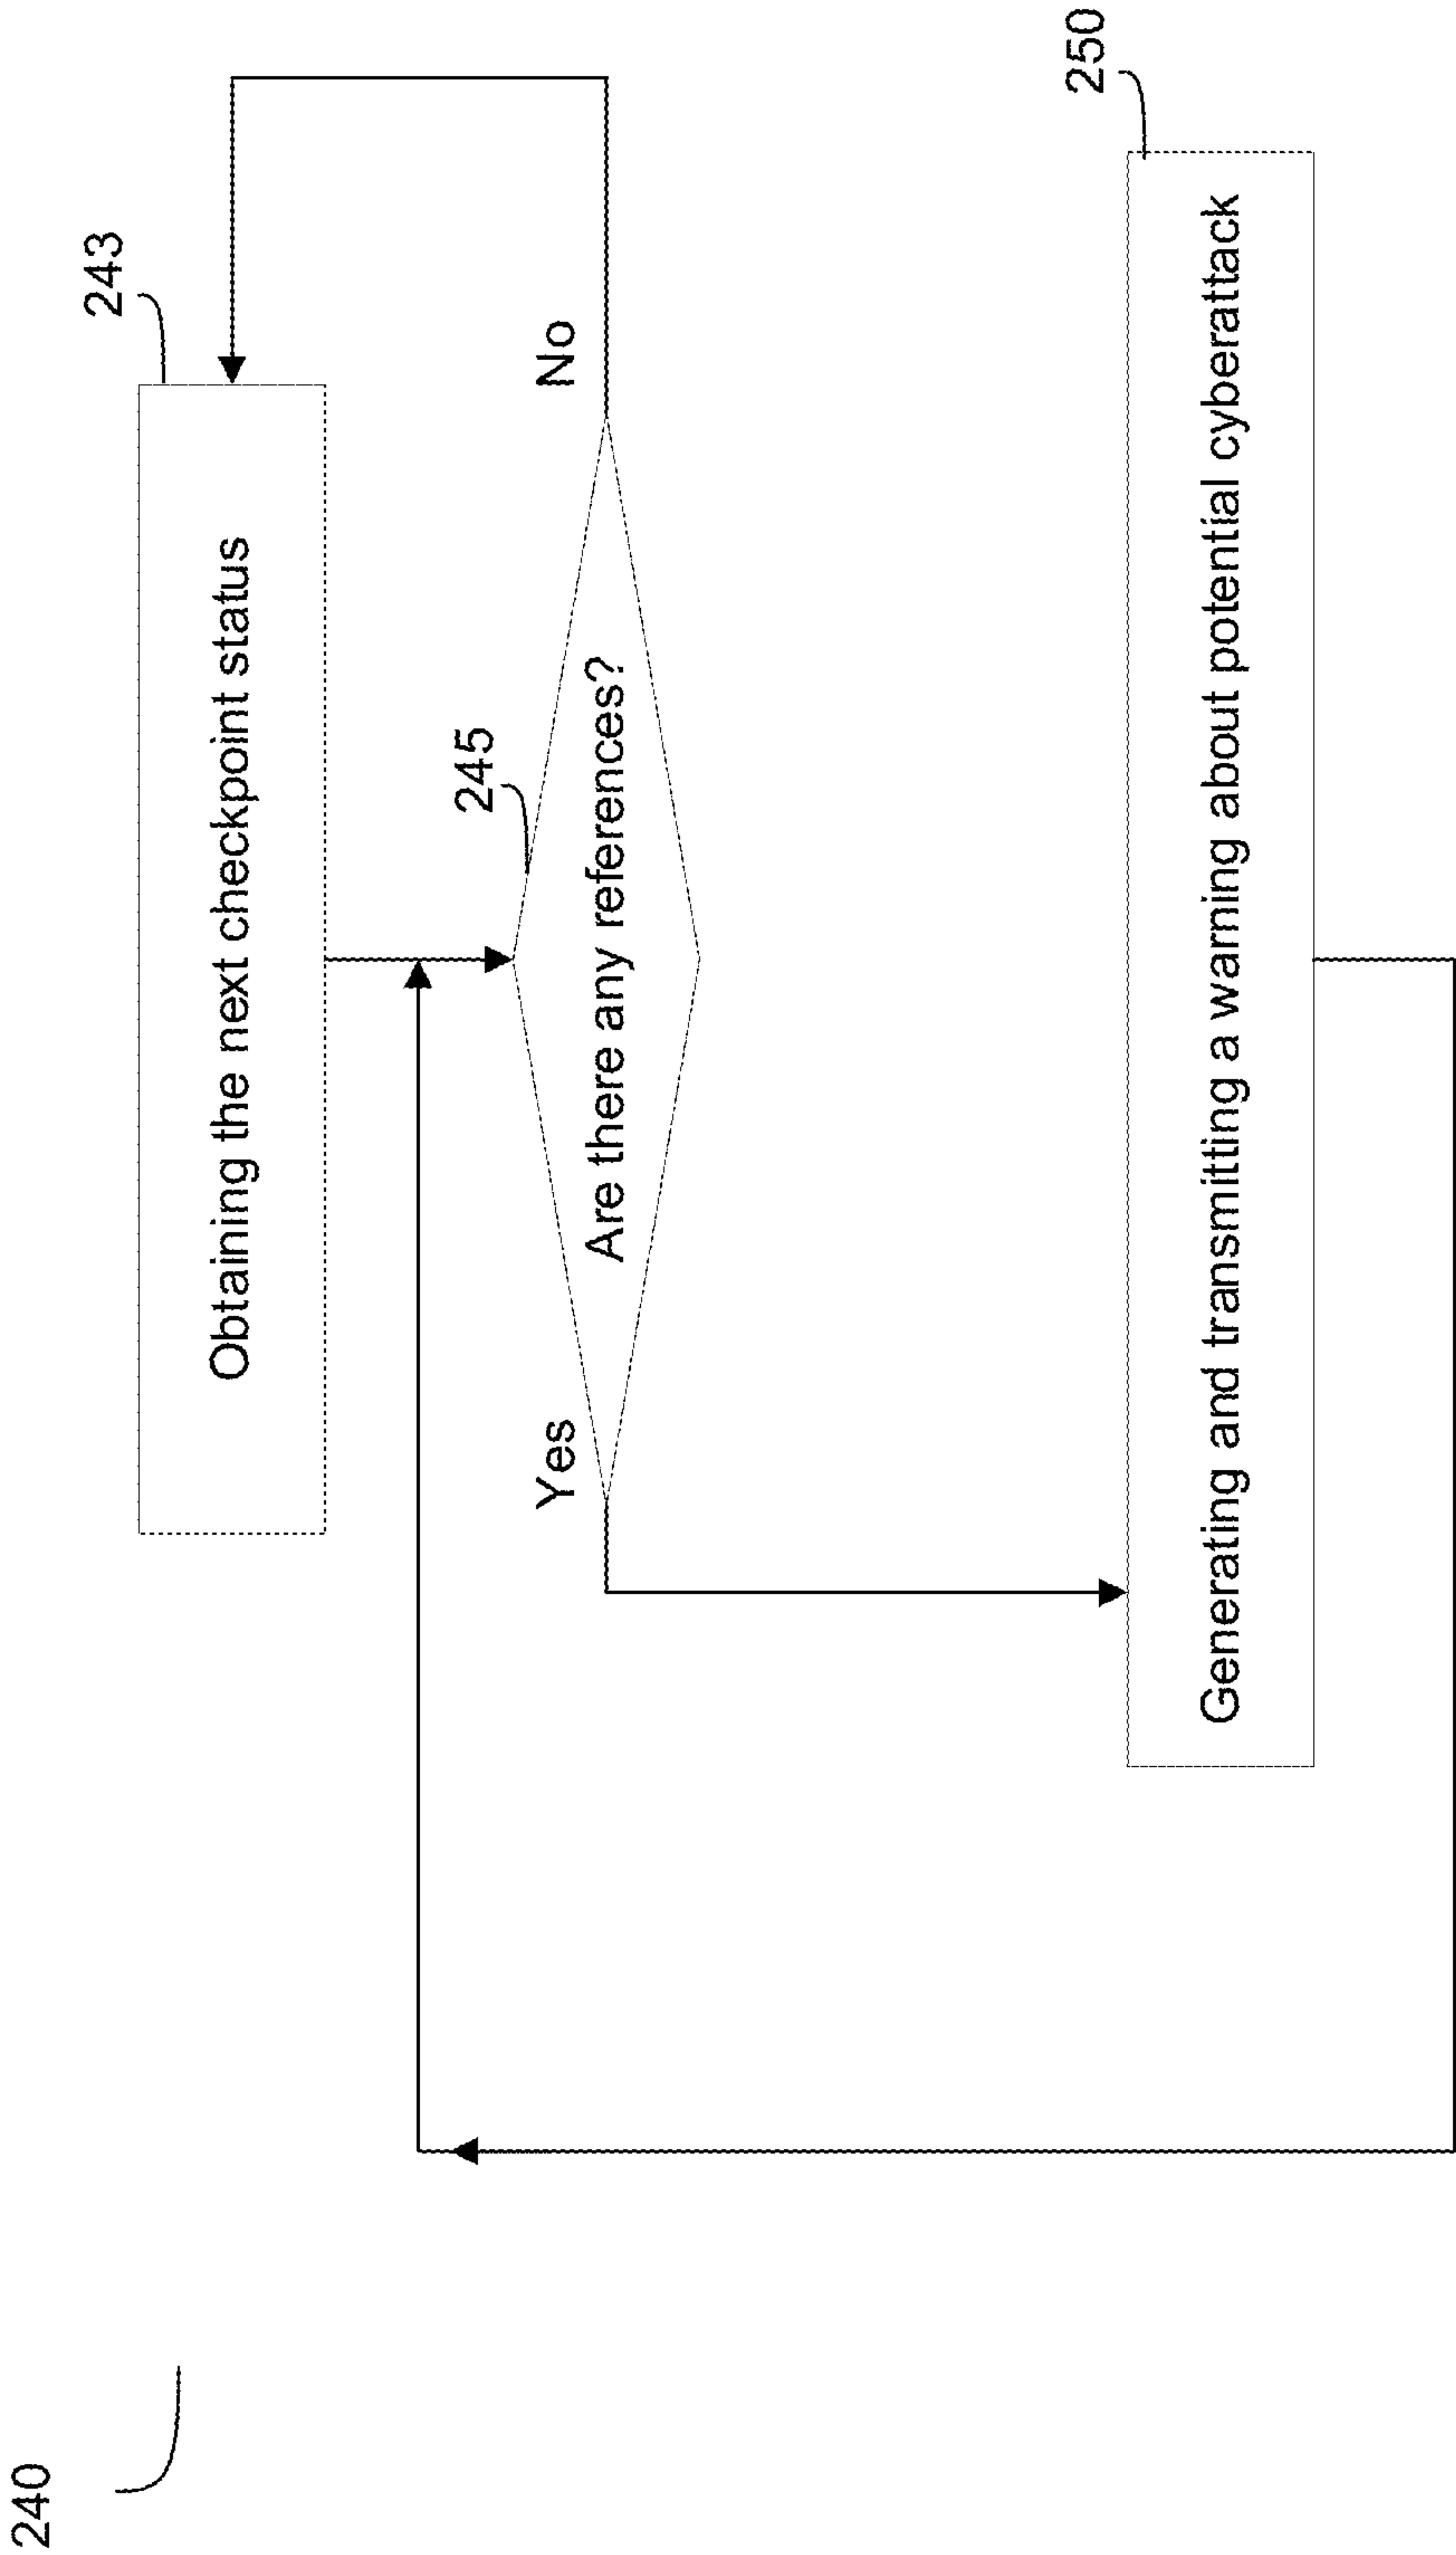 240
243
Obtaining the next checkpoint status
245
Are there any references?
Yes
No
250
Generating and transmitting a warning about potential cyberattack